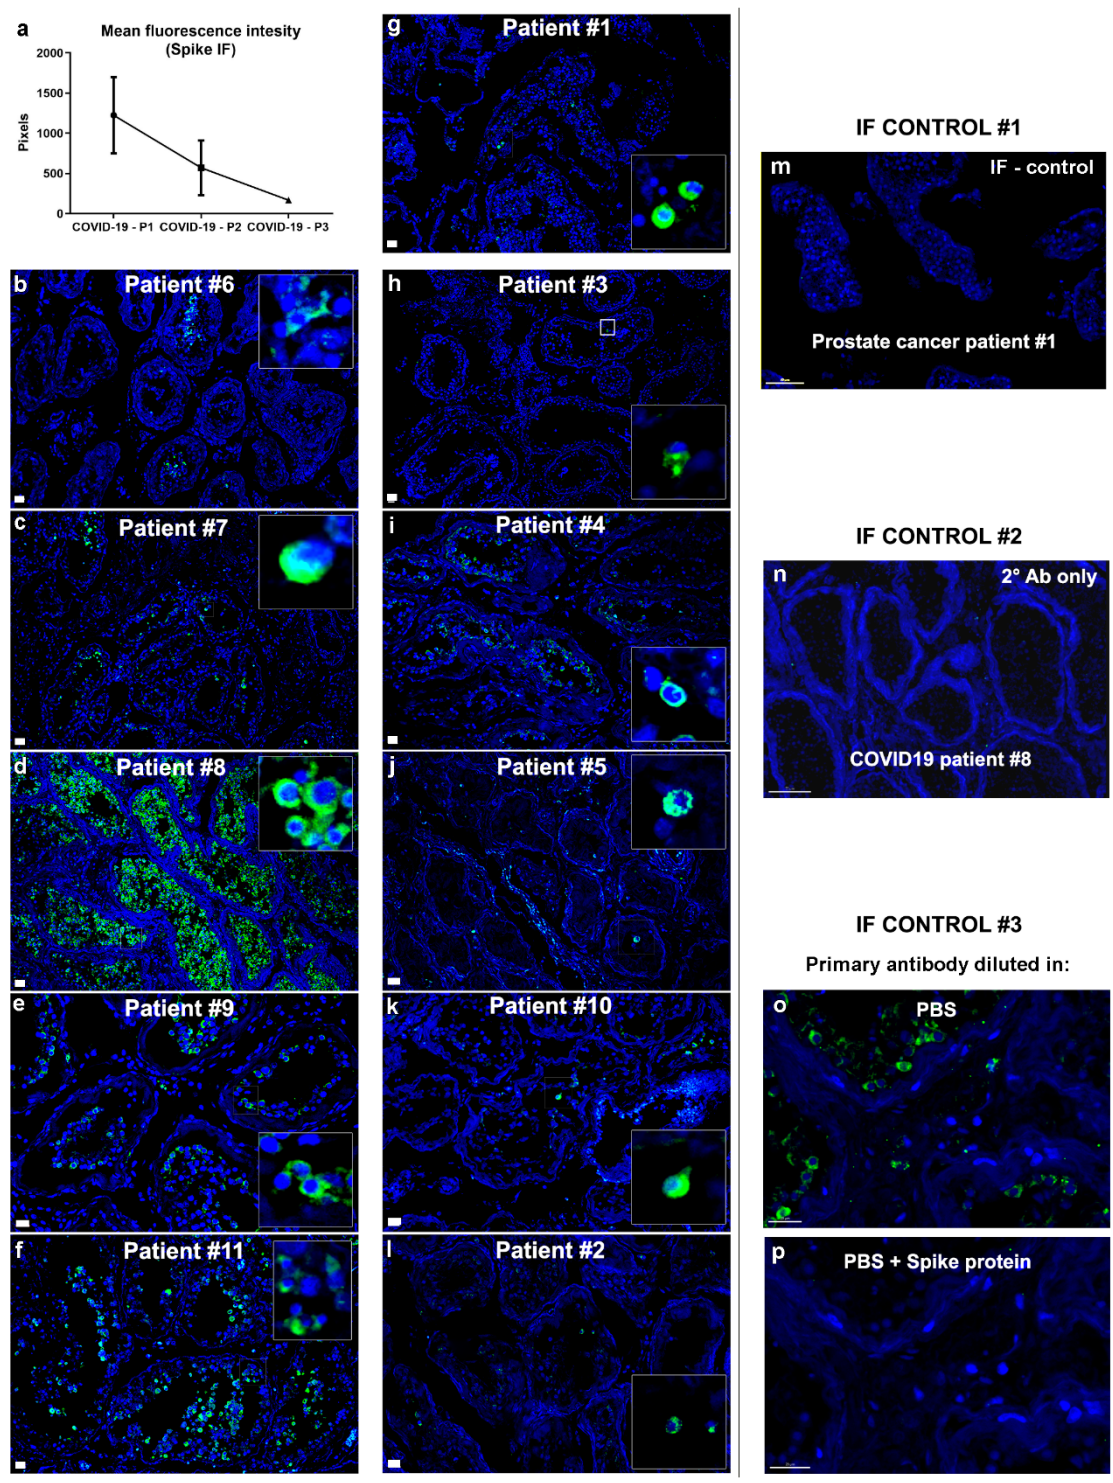 a
Mean fluorescence intesity
(Spike IF)
2000
1500
1000
500
0
Pixels
COVID-19 - P1 COVID-19 - P2 COVID-19 - P3
b
Patient #6
c
Patient #7
d
Patient #8
e
Patient #9
f
Patient #11
g
Patient #1
h
Patient #3
i
Patient #4
j
Patient #5
k
Patient #10
l
Patient #2
IF CONTROL #1
m
IF - control
Prostate cancer patient #1
IF CONTROL #2
n
2° Ab only
COVID19 patient #8
IF CONTROL #3
Primary antibody diluted in:
o
PBS
p
PBS + Spike protein